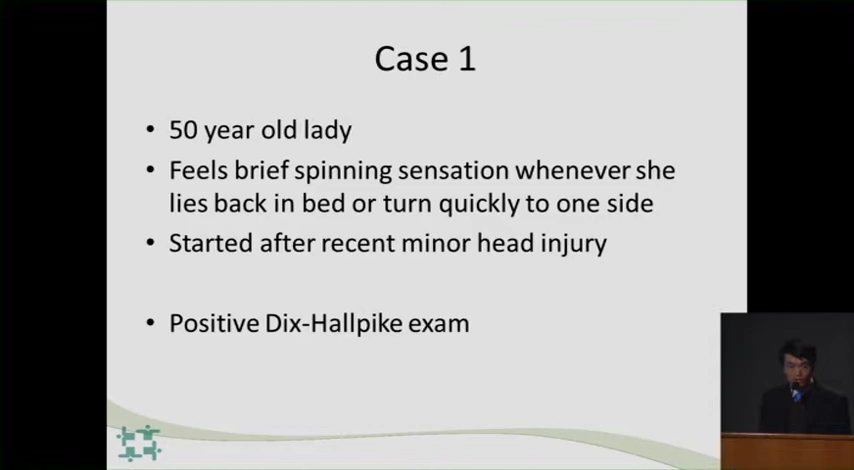 Case 1
• 50 year old lady
• Feels brief spinning sensation whenever she
lies back in bed or turn quickly to one side
• Started after recent minor head injury
• Positive Dix-Hallpike exam